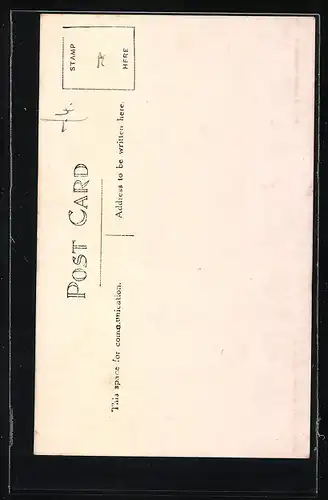 POST CARD
STAMP
HERE
This space for communication.
Address to be written here.